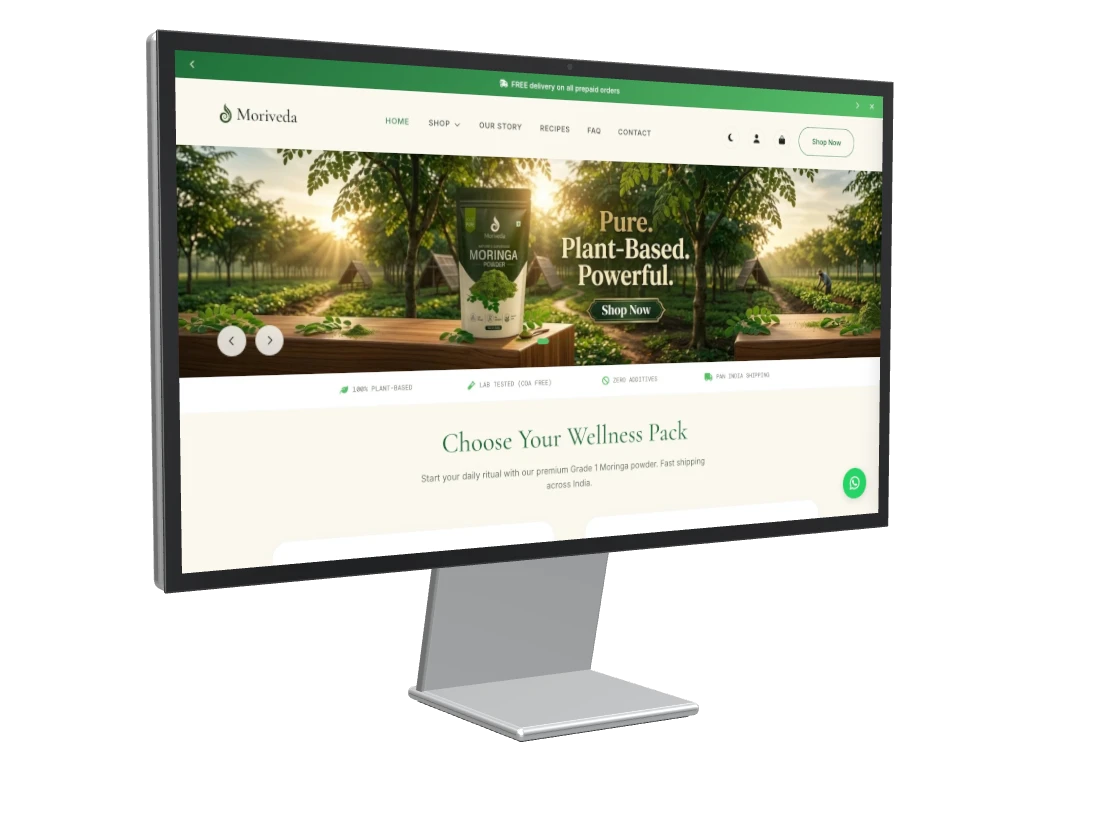 FREE delivery on all prepaid orders
Moriveda
HOME SHOP OUR STORY RECIPES FAQ CONTACT
Shop Now
Moriveda
MORINGA
POWDER
Pure.
Plant-Based.
Powerful.
Shop Now
100% PLANT-BASED
LAB TESTED (COA FREE)
ZERO ADDITIVES
PAN INDIA SHIPPING
Choose Your Wellness Pack
Start your daily ritual with our premium Grade 1 Moringa powder. Fast shipping
across India.